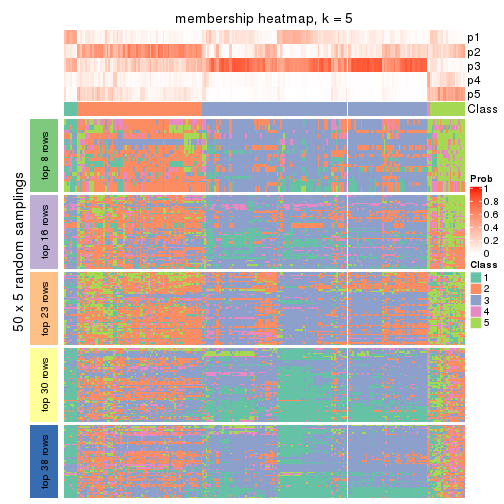 membership heatmap, k = 5
p1
p2
p3
p4
p5
Class
50 x 5 random samplings
top 8 rows
top 16 rows
top 23 rows
top 30 rows
top 38 rows
Prob
1
0.8
0.6
0.4
0.2
0
Class
1
2
3
4
5